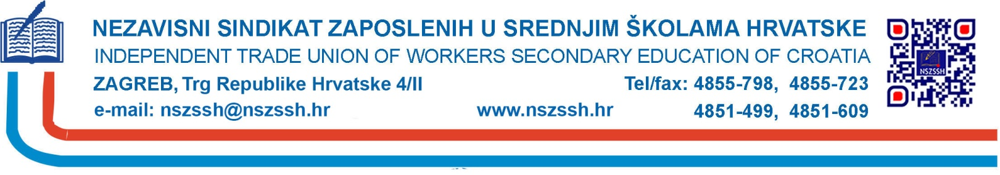 NEZAVISNI SINDIKAT ZAPOSLENIH U SREDNJIM ŠKOLAMA HRVATSKE
INDEPENDENT TRADE UNION OF WORKERS SECONDARY EDUCATION OF CROATIA
ZAGREB, Trg Republike Hrvatske 4/II Tel/fax: 4855-798, 4855-723
e-mail: nszssh@nszssh.hr www.nszssh.hr 4851-499, 4851-609
NSZSSH